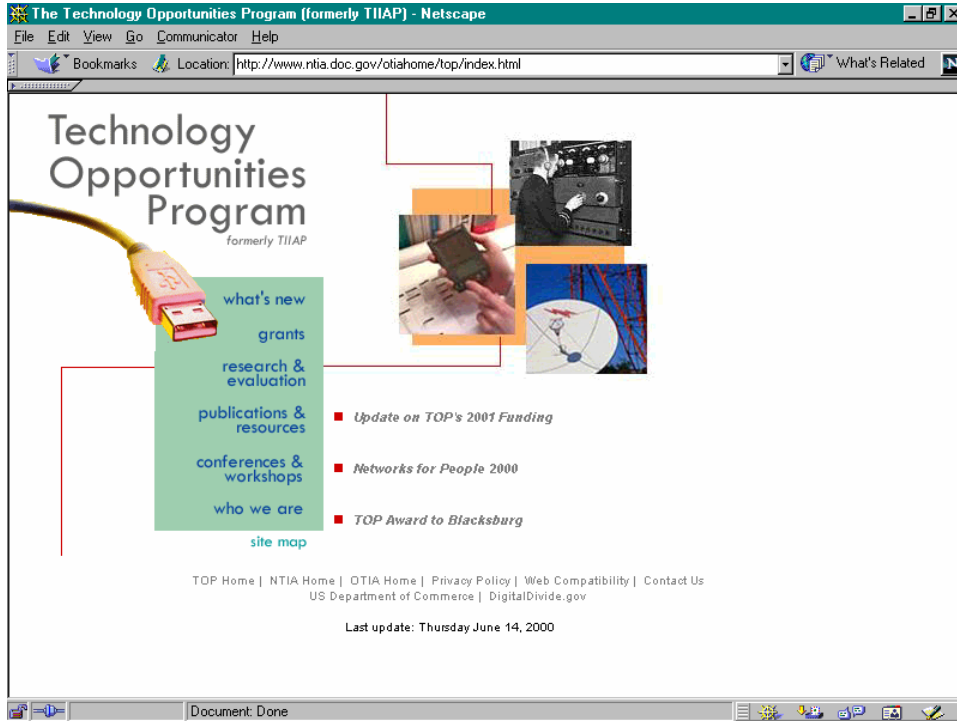 The Technology Opportunities Program (formerly TIIAP) - Netscape
File Edit View Go Communicator Help
Bookmarks Location: http://www.ntia.doc.gov/otiahome/top/index.html What's Related N
Technology
Opportunities
Program
formerly TIIAP
what's new
grants
research &
evaluation
publications &
resources
conferences &
workshops
who we are
site map
Update on TOP's 2001 Funding
Networks for People 2000
TOP Award to Blacksburg
TOP Home | NTIA Home | OTIA Home | Privacy Policy | Web Compatibility | Contact Us
US Department of Commerce | DigitalDivide.gov
Last update: Thursday June 14, 2000
Document: Done